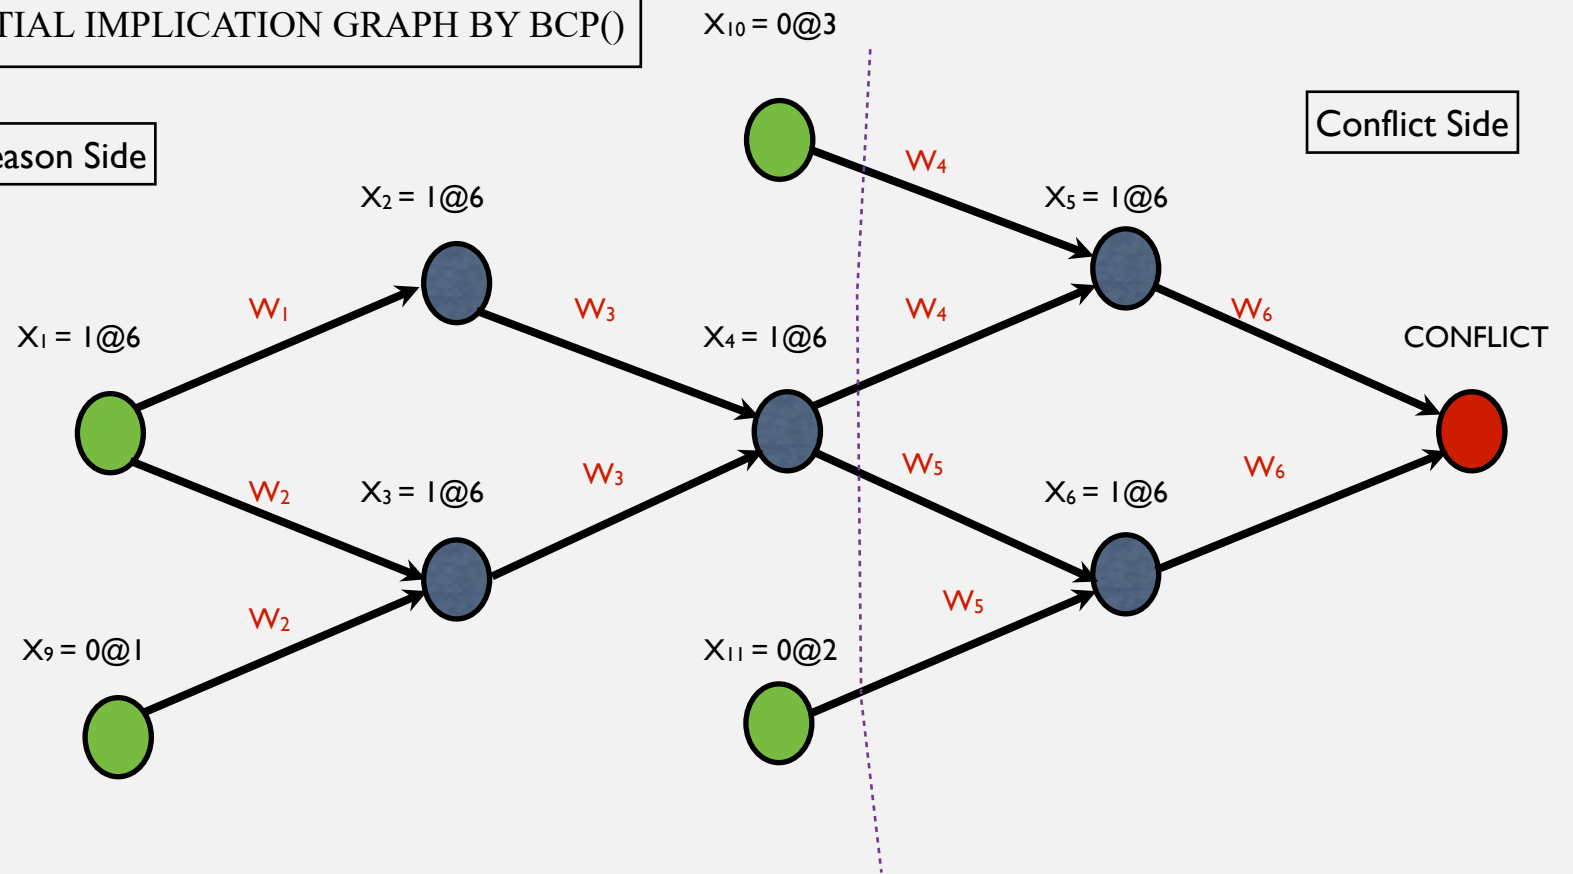 TIAL IMPLICATION GRAPH BY BCP()
X₁₀ = 0@3
Conflict Side
eason Side
W₄
X₂ = 1@6
X₅ = 1@6
W₁
W₃
W₄
W₆
X₁ = 1@6
X₄ = 1@6
CONFLICT
W₂
X₃ = 1@6
W₃
W₅
X₆ = 1@6
W₆
W₂
W₅
X₉ = 0@1
X₁₁ = 0@2